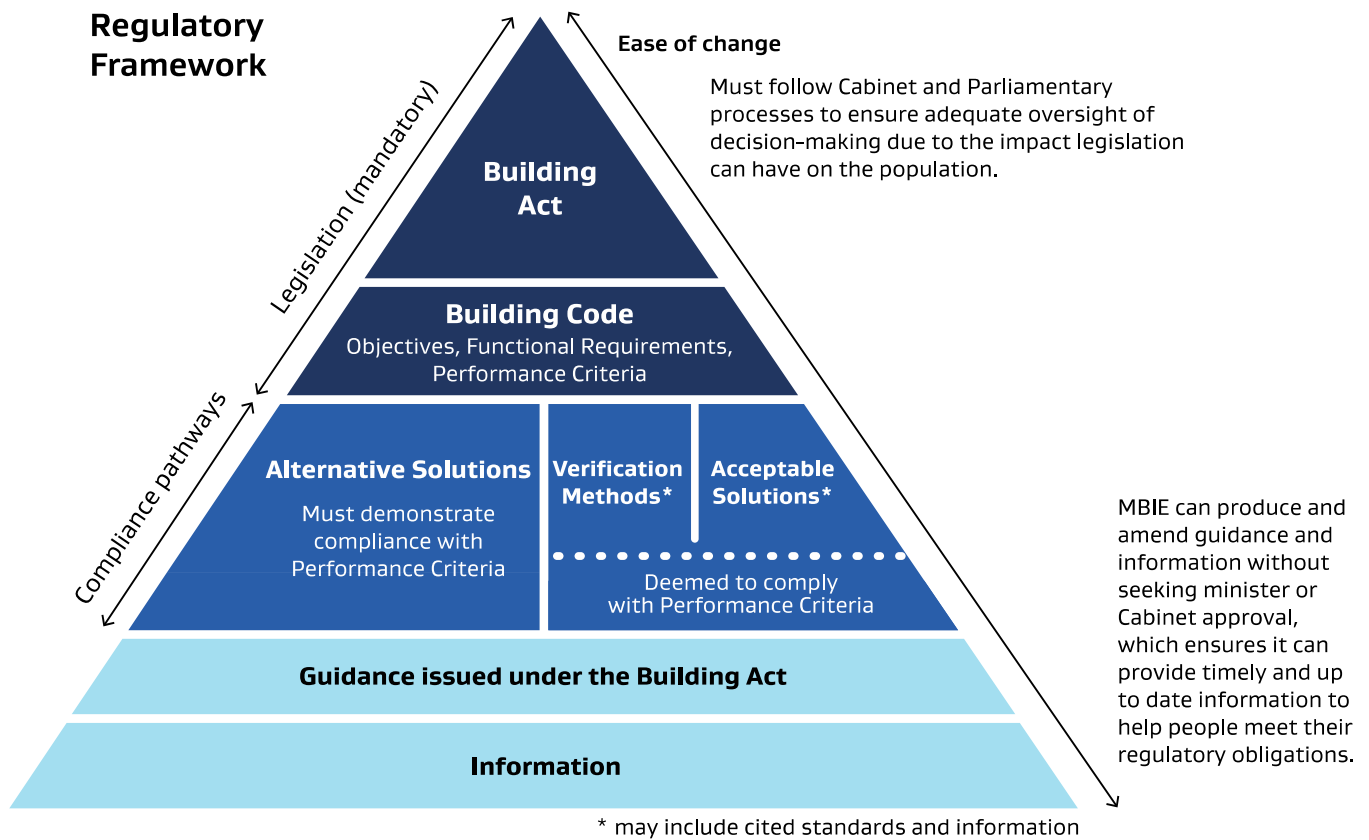 Regulatory
Framework
Ease of change
Must follow Cabinet and Parliamentary
processes to ensure adequate oversight of
decision-making due to the impact legislation
can have on the population.
Legislation (mandatory)
Building
Act
Building Code
Objectives, Functional Requirements,
Performance Criteria
Compliance pathways
Alternative Solutions
Must demonstrate
compliance with
Performance Criteria
Verification
Methods*
Acceptable
Solutions*
Deemed to comply
with Performance Criteria
MBIE can produce and
amend guidance and
information without
seeking minister or
Cabinet approval,
which ensures it can
provide timely and up
to date information to
help people meet their
regulatory obligations.
Guidance issued under the Building Act
Information
* may include cited standards and information